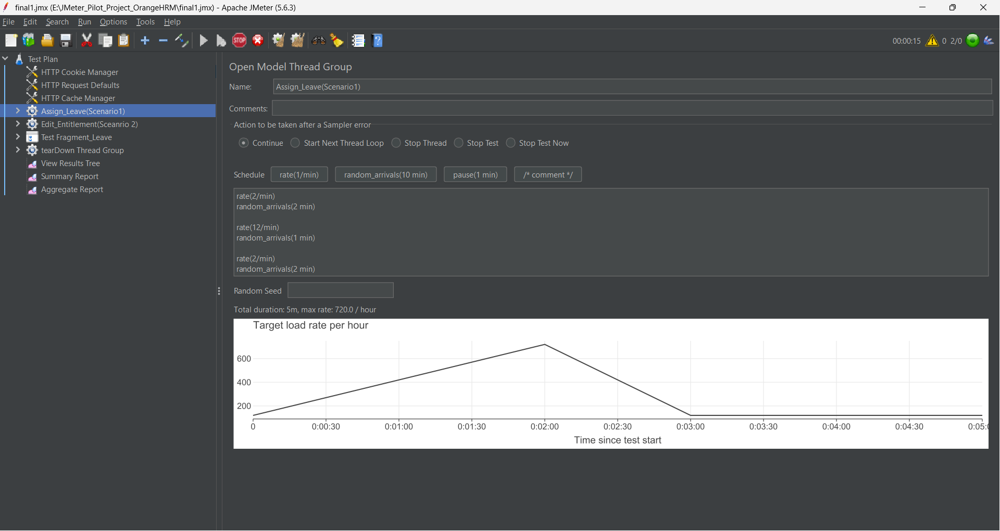 final1.jmx (E:\JMeter_Pilot_Project_OrangeHRM\final1.jmx) - Apache JMeter (5.6.3)
File Edit Search Run Options Tools Help
STOP
00:00:15 0 2/0
Test Plan
HTTP Cookie Manager
HTTP Request Defaults
HTTP Cache Manager
Assign_Leave(Scenario1)
Edit_Entitlement(Sceanrio 2)
Test Fragment_Leave
tearDown Thread Group
View Results Tree
Summary Report
Aggregate Report
Open Model Thread Group
Name: Assign_Leave(Scenario1)
Comments:
Action to be taken after a Sampler error
Continue Start Next Thread Loop Stop Thread Stop Test Stop Test Now
Schedule rate(1/min) random_arrivals(10 min) pause(1 min) /* comment */
rate(2/min)
random_arrivals(2 min)
rate(12/min)
random_arrivals(1 min)
rate(2/min)
random_arrivals(2 min)
Random Seed
Total duration: 5m, max rate: 720.0 / hour
Target load rate per hour
600
400
200
0 0:00:30 0:01:00 0:01:30 0:02:00 0:02:30 0:03:00 0:03:30 0:04:00 0:04:30 0:05:0
Time since test start